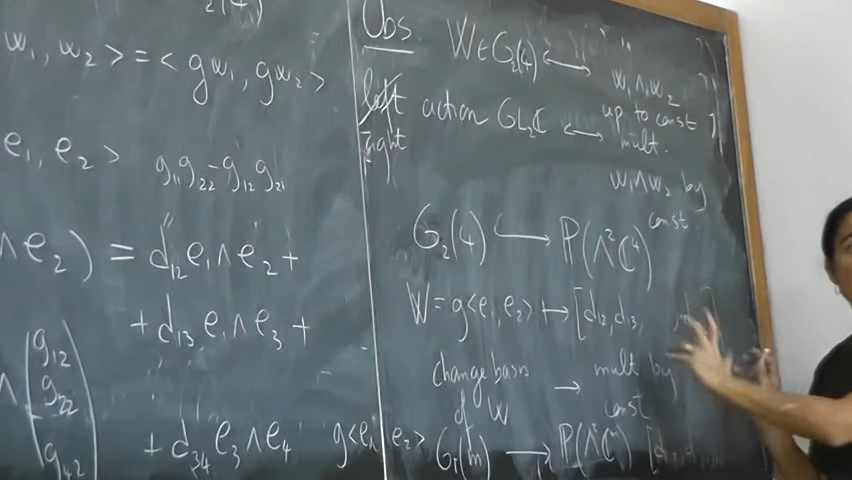 w₁, w₂ > = < gw₁, gw₂ >
e₁, e₂ > g₁₁g₂₂ - g₁₂g₂₁
∧ e₂) = d₁₂ e₁ ∧ e₂ +
+ d₁₃ e₁ ∧ e₃ +
∧ ( g₁₂ g₂₂ g₄₂ )
+ d₃₄ e₃ ∧ e₄ g<e₁ e₂>
Obs. W ∈ G₂(4) ⟷ w₁ ∧ w₂
up to const
mult.
left action GL₂ℂ ⟷ w₁ ∧ w₂ by
right const
G₂(4) ⟶ ℙ(Λ²ℂ⁴)
W = g<e₁, e₂> ↦ [d₁₂, d₁₃,
change basis → mult by
of W const
(m) ⟶ ℙ(